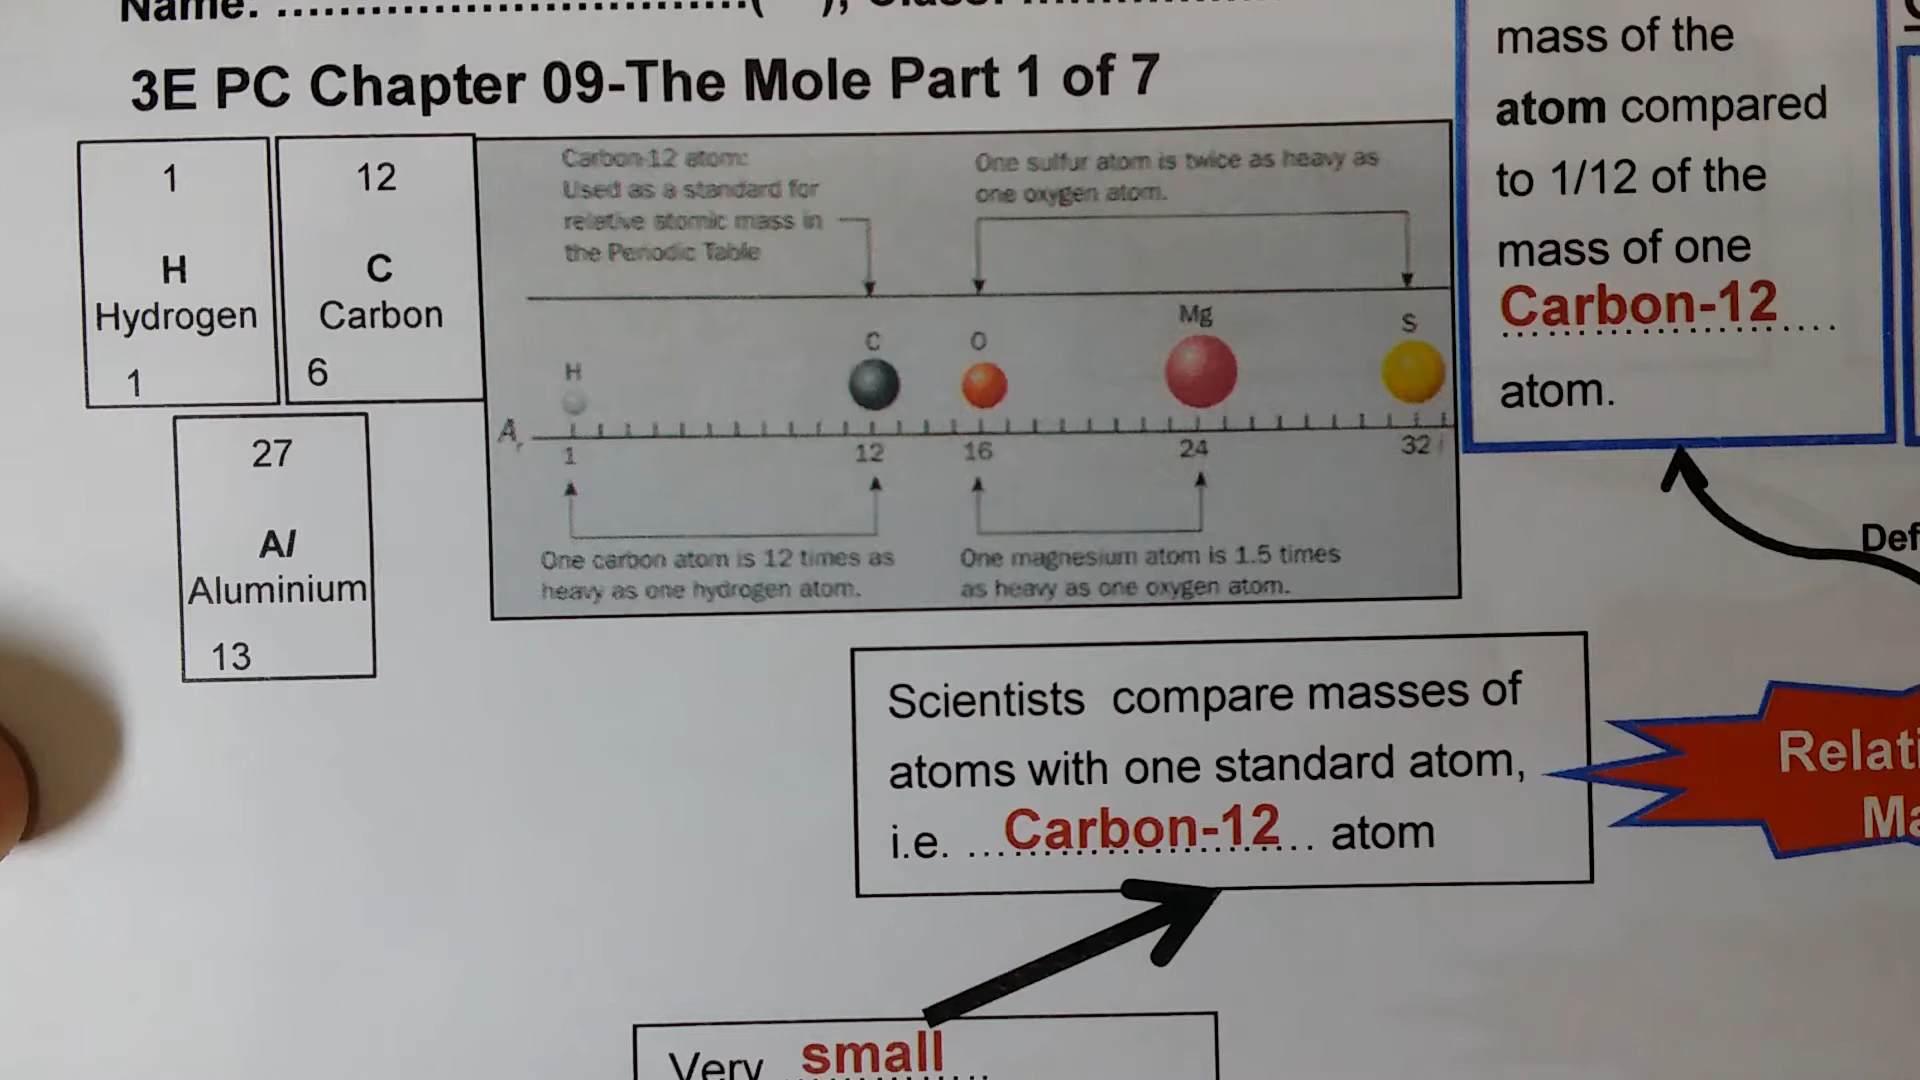 Name: ..............................( ), Class: ..................
3E PC Chapter 09-The Mole Part 1 of 7
1
H
Hydrogen
1
12
C
Carbon
6
27
Al
Aluminium
13
Carbon-12 atom:
Used as a standard for
relative atomic mass in
the Periodic Table
One sulfur atom is twice as heavy as
one oxygen atom.
H C O Mg S
Ar
1 12 16 24 32
One carbon atom is 12 times as
heavy as one hydrogen atom.
One magnesium atom is 1.5 times
as heavy as one oxygen atom.
mass of the
atom compared
to 1/12 of the
mass of one
Carbon-12
atom.
Def
Scientists compare masses of
atoms with one standard atom,
i.e. ...Carbon-12... atom
Relati
Ma
Very small